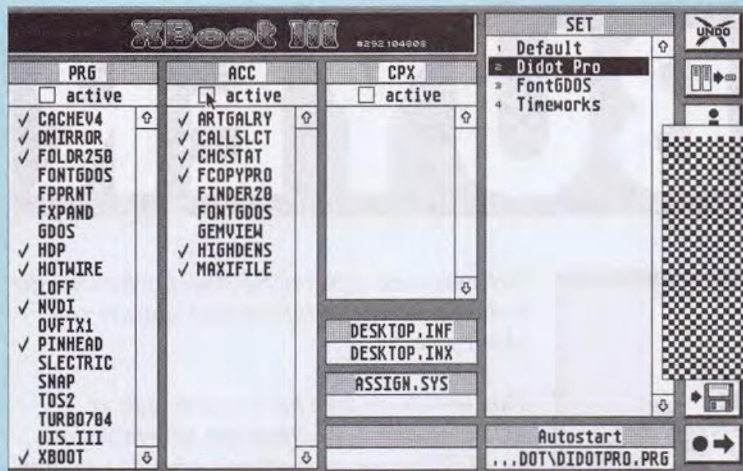 XBoot III
#292104808
PRG
active
CACHEV4
DMIRROR
FOLDR250
FONTGDOS
FPPRNT
FXPAND
GDOS
HDP
HOTWIRE
LOFF
NVDI
OVFIX1
PINHEAD
SLECTRIC
SNAP
TOS2
TURBO704
VIS_III
XBOOT
ACC
active
ARTGALRY
CALLSLCT
CHCSTAT
FCOPYPRO
FINDER20
FONTGDOS
GEMVIEW
HIGHDENS
MAXIFILE
CPX
active
DESKTOP.INF
DESKTOP.INX
ASSIGN.SYS
SET
1 Default
2 Didot Pro
3 FontGDOS
4 Timeworks
Autostart
...DOT\DIDOTPRO.PRG
UNDO